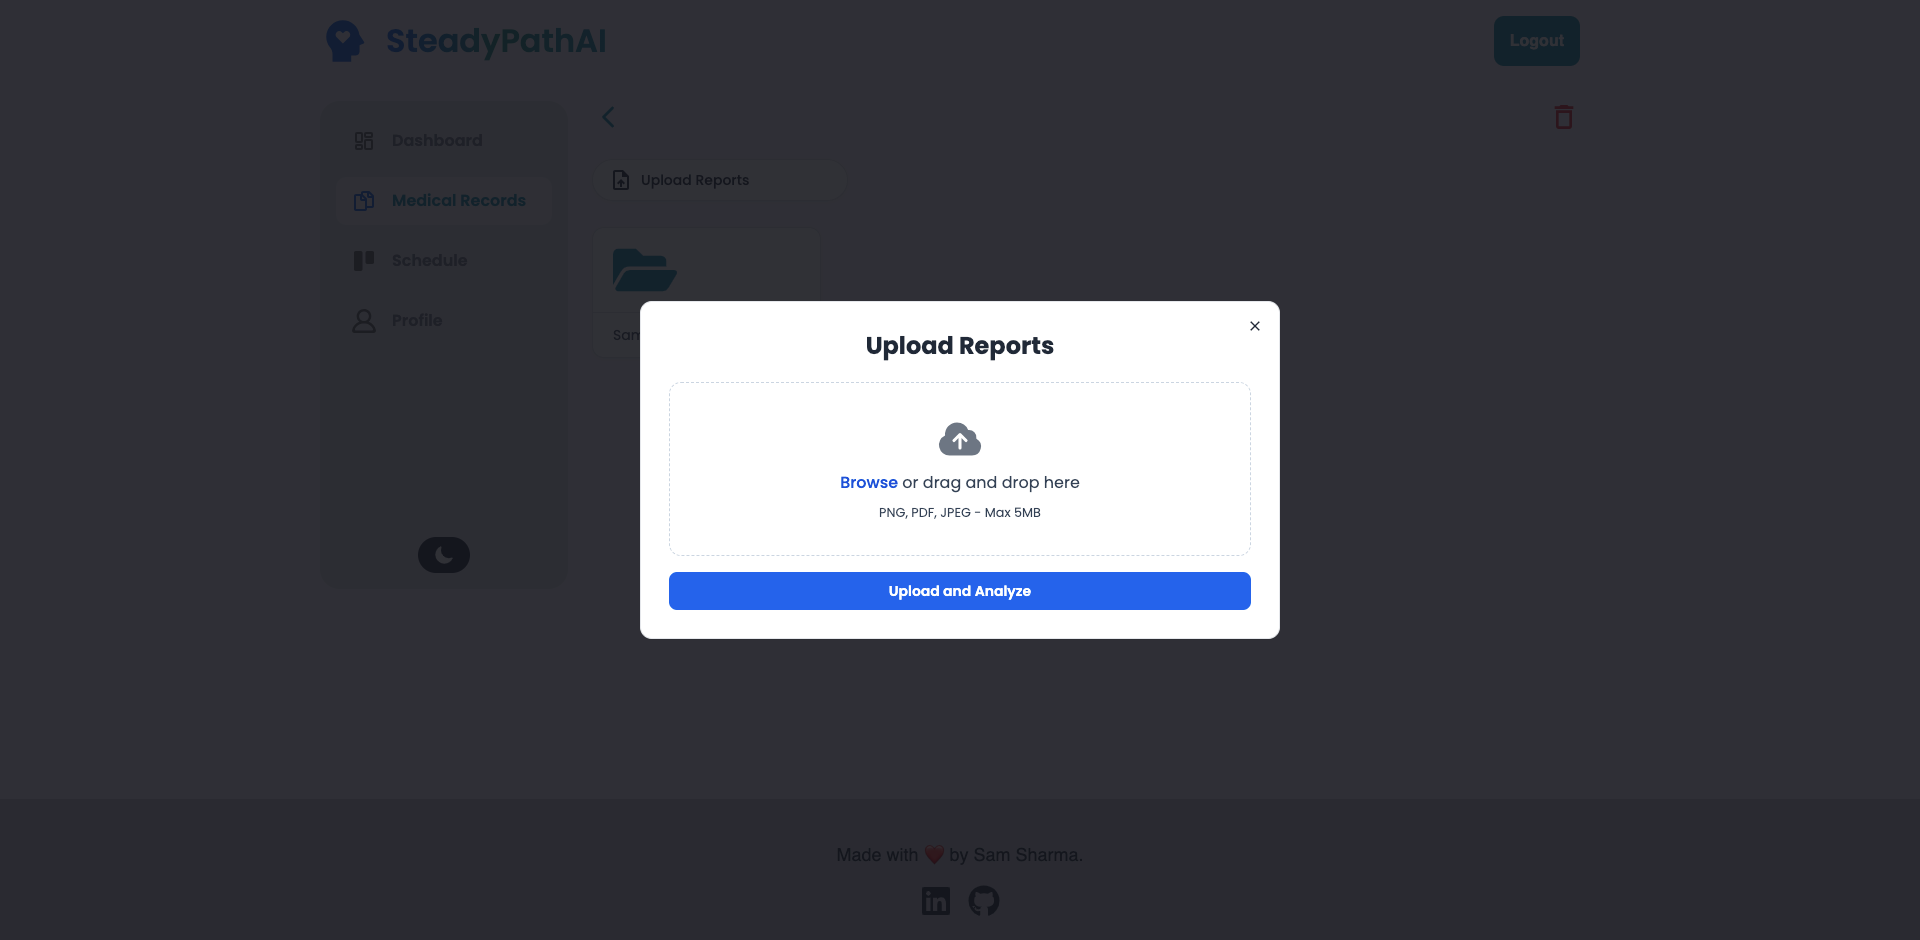 SteadyPathAI
Logout
Dashboard
Upload Reports
Medical Records
Schedule
Profile
Sam
Upload Reports
Browse or drag and drop here
PNG, PDF, JPEG - Max 5MB
Upload and Analyze
Made with ❤️ by Sam Sharma.